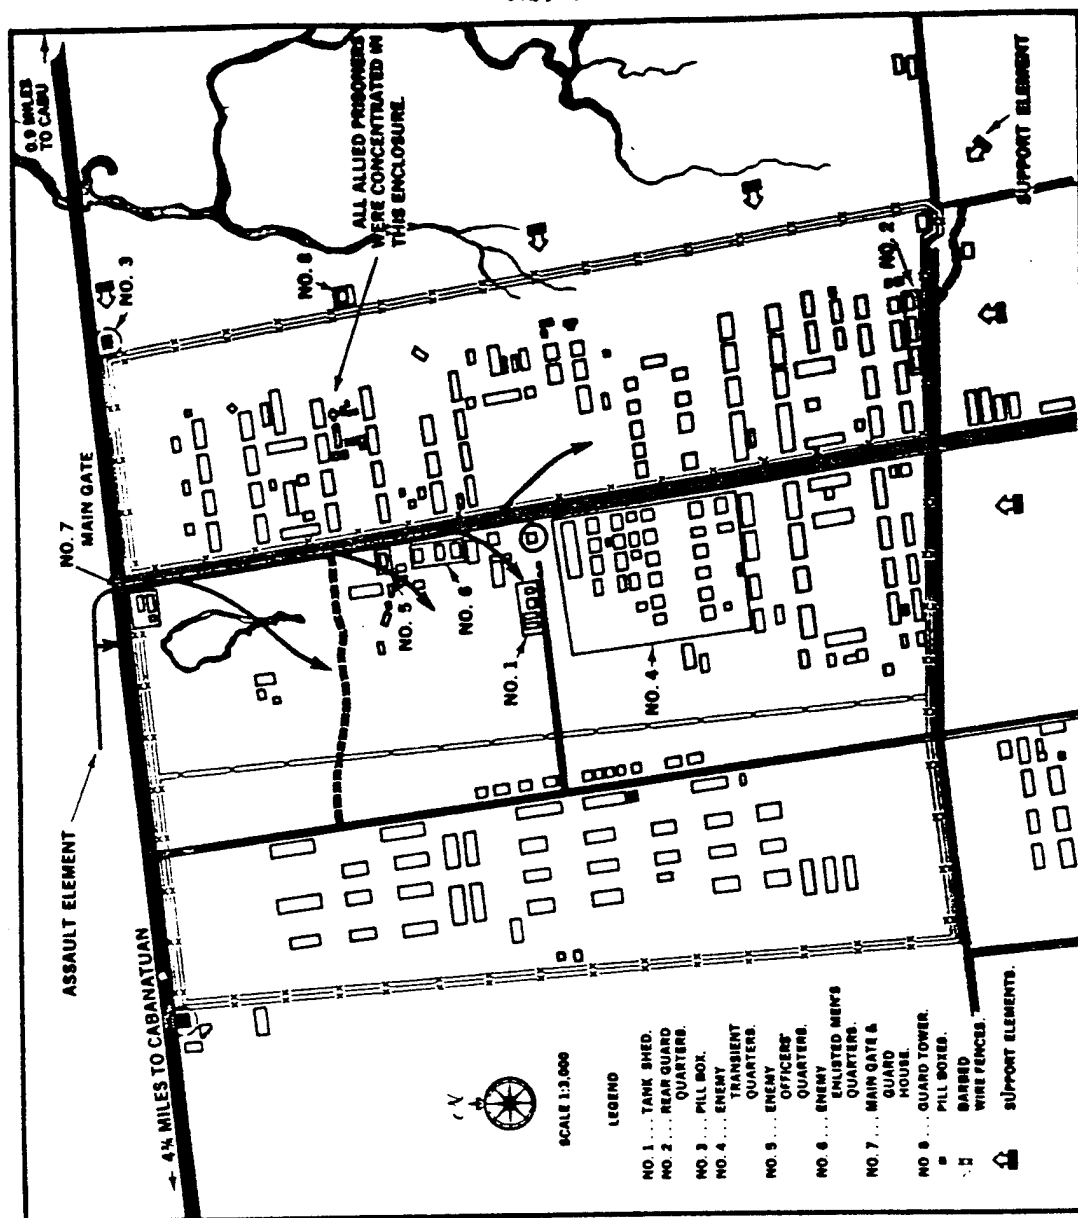 0.9 MILES
TO CABU
ALL ALLIED PRISONERS
WERE CONCENTRATED IN
THIS ENCLOSURE.
SUPPORT ELEMENT
NO. 3
NO. 8
NO. 2
NO. 7
MAIN GATE
NO. 5
NO. 6
NO. 1
NO. 4
ASSAULT ELEMENT
4¾ MILES TO CABANATUAN
N
SCALE 1:3,000
LEGEND
NO. 1 . . . TANK SHED.
NO. 2 . . . REAR GUARD
QUARTERS.
NO. 3 . . . PILL BOX.
NO. 4 . . . ENEMY
TRANSIENT
QUARTERS.
NO. 5 . . . ENEMY
OFFICERS'
QUARTERS.
NO. 6 . . . ENEMY
ENLISTED MEN'S
QUARTERS.
NO. 7 . . . MAIN GATE &
GUARD
HOUSE.
NO 8 . . . GUARD TOWER.
PILL BOXES.
BARBED
WIRE FENCES.
SUPPORT ELEMENTS.